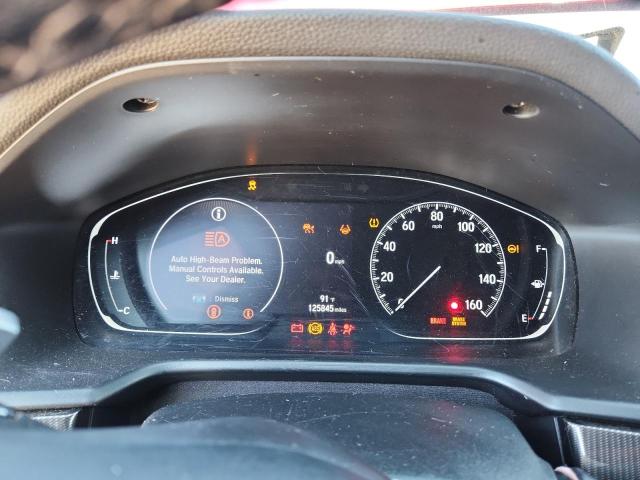 H
C
Auto High-Beam Problem.
Manual Controls Available.
See Your Dealer.
Dismiss
0 mph
91°F
125845 miles
0
20
40
60
80
100
120
140
160
mph
BRAKE
BRAKE
SYSTEM
F
E